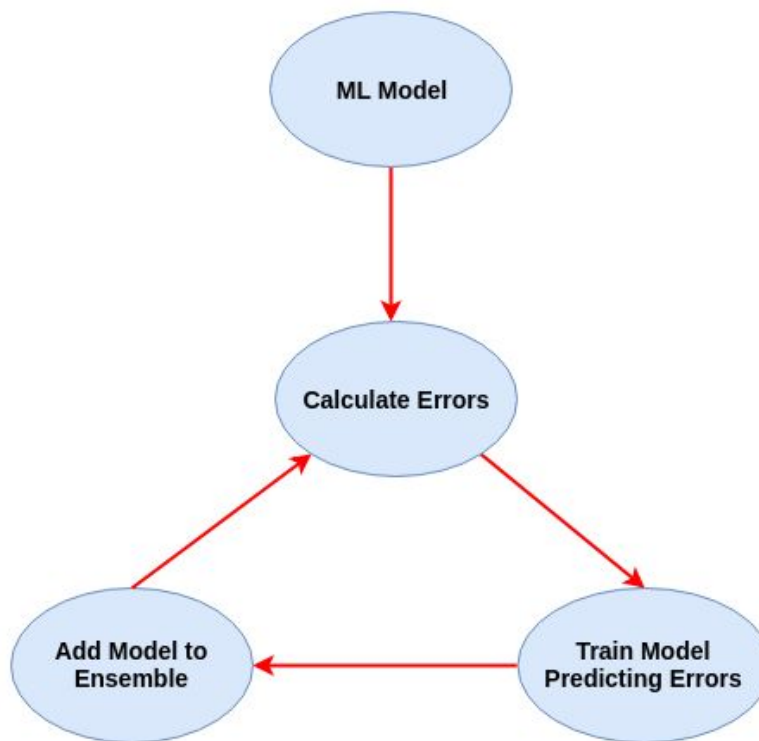 ML Model
Calculate Errors
Add Model to
Ensemble
Train Model
Predicting Errors